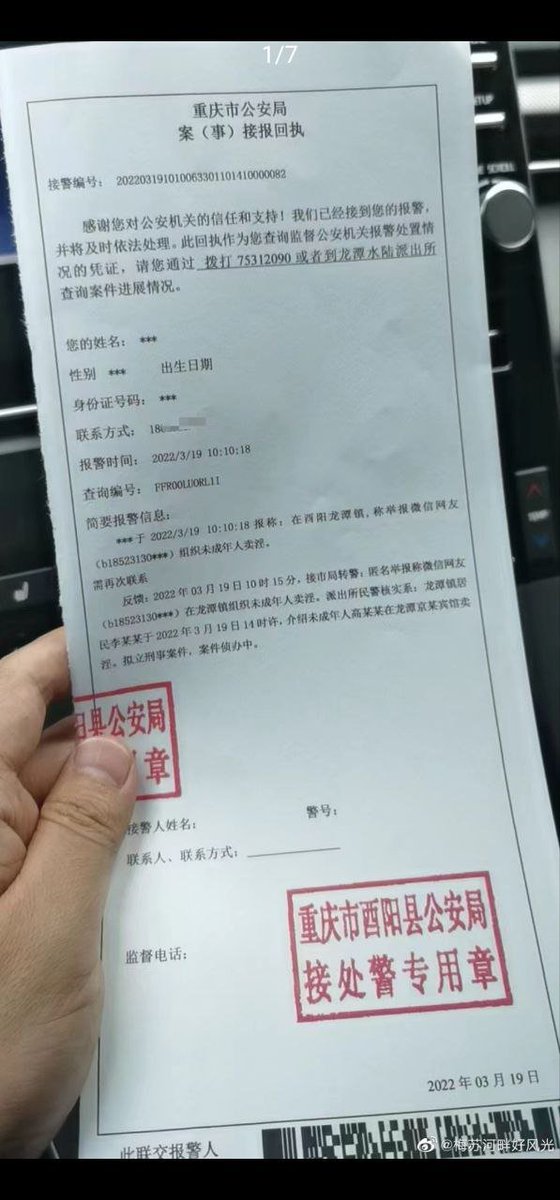 1/7
重庆市公安局
案（事）接报回执
接警编号： 20220319101006330110141​0000082
感谢您对公安机关的信任和支持！我们已经接到您的报警，
并将及时依法处理。此回执作为您查询监督公安机关报警处置情
况的凭证，请您通过 拨打 75312090 或者到龙潭水陆派出所
查询案件进展情况。
您的姓名： ***
性别 *** 出生日期
身份证号码： ***
联系方式： 18
报警时间： 2022/3/19 10:10:18
查询编号： FFR00LU0RL1I
简要报警信息：
***于 2022/3/19 10:10:18 报称：在酉阳龙潭镇，称举报微信网友
（b18523130***）组织未成年人卖淫。
需再次联系
反馈：2022 年 03 月 19 日 10 时 15 分，接市局转警：匿名举报称微信网友
（b18523130***）在龙潭镇组织未成年人卖淫。派出所民警核实系：龙潭镇居
民李某某于 2022 年 3 月 19 日 14 时许，介绍未成年人高某某在龙潭京某宾馆卖
淫。拟立刑事案件，案件侦办中。
阳县公安局
章
接警人姓名： 警号：
联系人、联系方式：
重庆市酉阳县公安局
接处警专用章
监督电话：
2022 年 03 月 19 日
此联交报警人
@梅苏河畔好风光
SCROLL
TEMP